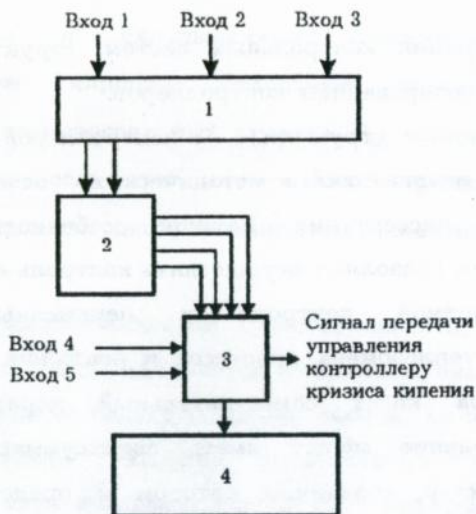 Вход 1 Вход 2 Вход 3
1
2
Вход 4
Вход 5
3
Сигнал передачи
управления
контроллеру
кризиса кипения
4